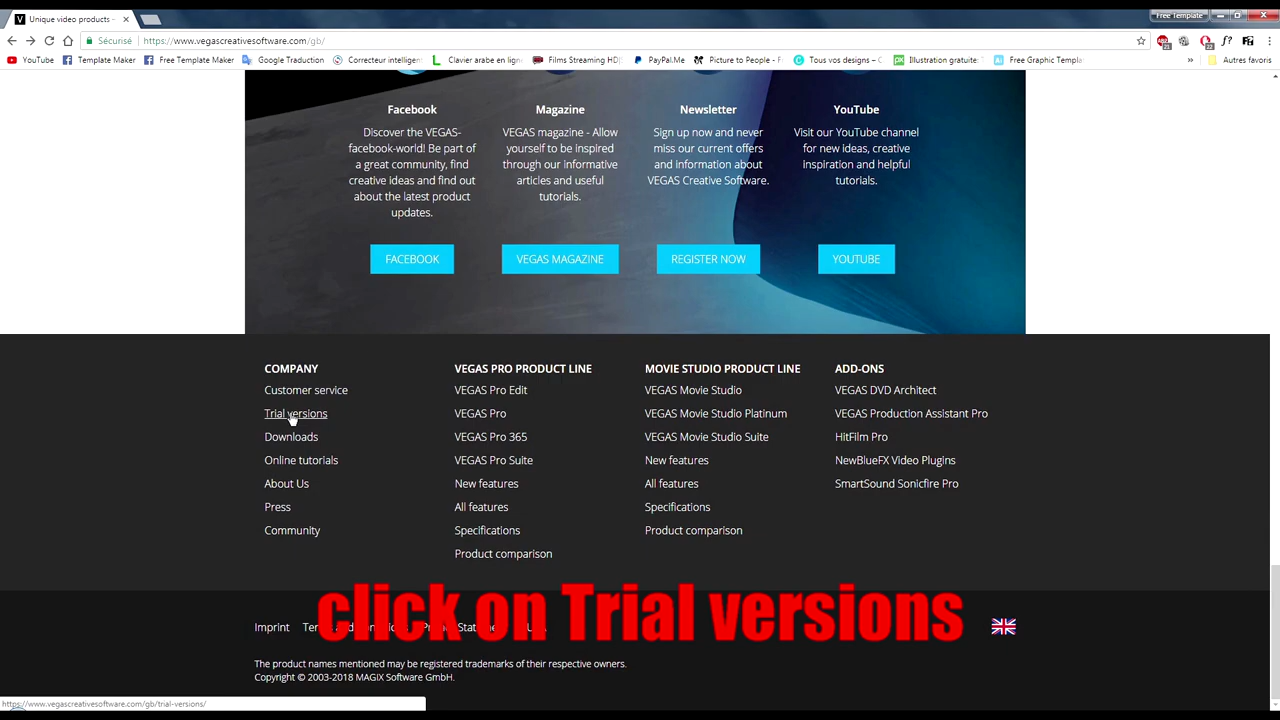 Unique video products -
Free Template
Sécurisé
https://www.vegascreativesoftware.com/gb/
YouTube
Template Maker
Free Template Maker
Google Traduction
Correcteur intelligent
Clavier arabe en ligne
Films Streaming HD
PayPal.Me
Picture to People - F
Tous vos designs – C
Illustration gratuite:
Free Graphic Templa
Autres favoris
Facebook
Discover the VEGAS-
facebook-world! Be part of
a great community, find
creative ideas and find out
about the latest product
updates.
FACEBOOK
Magazine
VEGAS magazine - Allow
yourself to be inspired
through our informative
articles and useful
tutorials.
VEGAS MAGAZINE
Newsletter
Sign up now and never
miss our current offers
and information about
VEGAS Creative Software.
REGISTER NOW
YouTube
Visit our YouTube channel
for new ideas, creative
inspiration and helpful
tutorials.
YOUTUBE
COMPANY
Customer service
Trial versions
Downloads
Online tutorials
About Us
Press
Community
VEGAS PRO PRODUCT LINE
VEGAS Pro Edit
VEGAS Pro
VEGAS Pro 365
VEGAS Pro Suite
New features
All features
Specifications
Product comparison
MOVIE STUDIO PRODUCT LINE
VEGAS Movie Studio
VEGAS Movie Studio Platinum
VEGAS Movie Studio Suite
New features
All features
Specifications
Product comparison
ADD-ONS
VEGAS DVD Architect
VEGAS Production Assistant Pro
HitFilm Pro
NewBlueFX Video Plugins
SmartSound Sonicfire Pro
click on Trial versions
Imprint
The product names mentioned may be registered trademarks of their respective owners.
Copyright © 2003-2018 MAGIX Software GmbH.
https://www.vegascreativesoftware.com/gb/trial-versions/